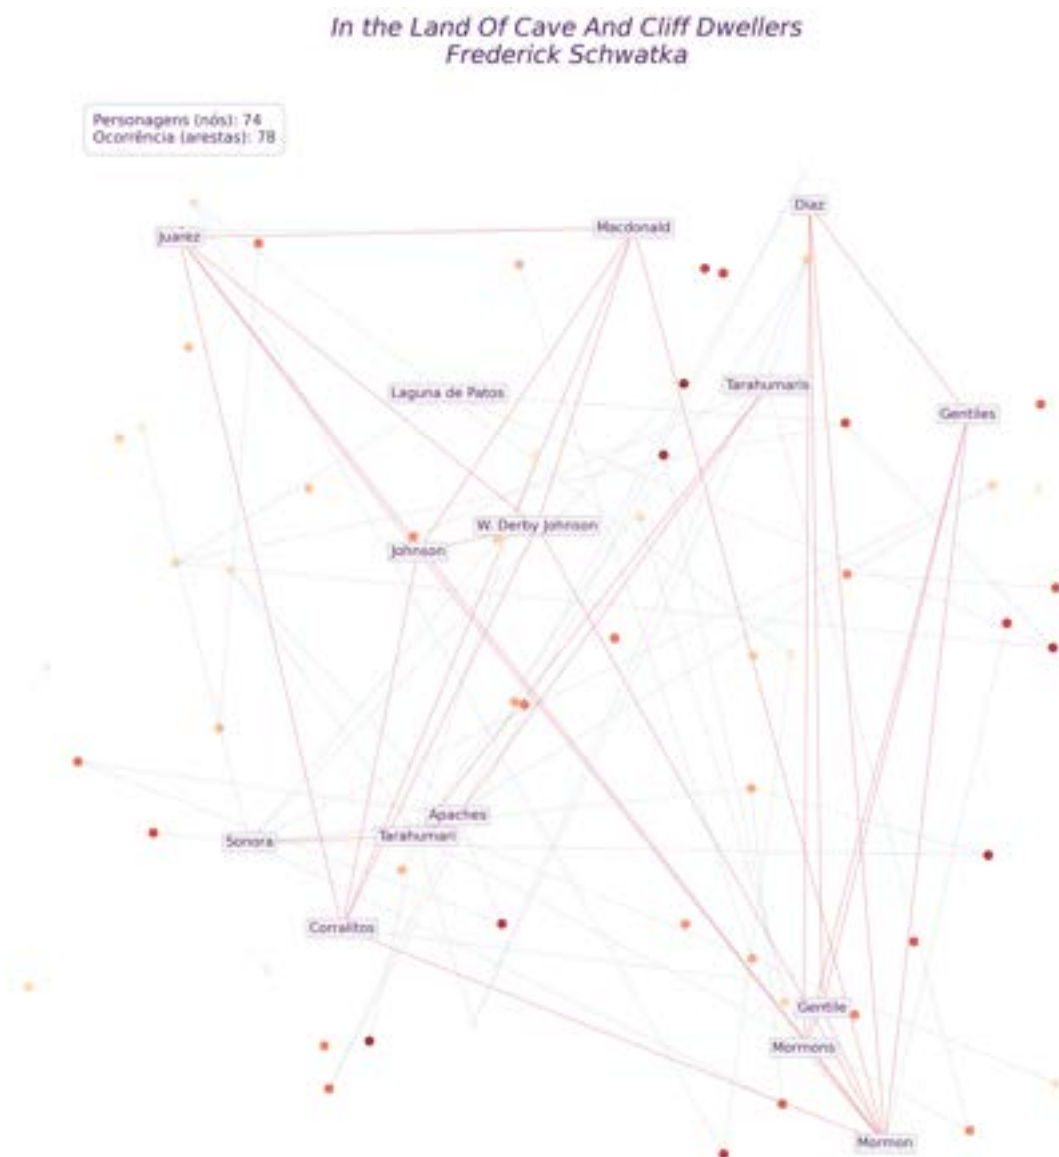 In the Land Of Cave And Cliff Dwellers
Frederick Schwatka
Personagens (nós): 74
Ocorrência (arestas): 78
Diaz
Juarez
Macdonald
Tarahumaris
Laguna de Patos
Gentiles
W. Derby Johnson
Johnson
Apaches
Tarahumari
Sonora
Corralitos
Gentile
Mormons
Mormon